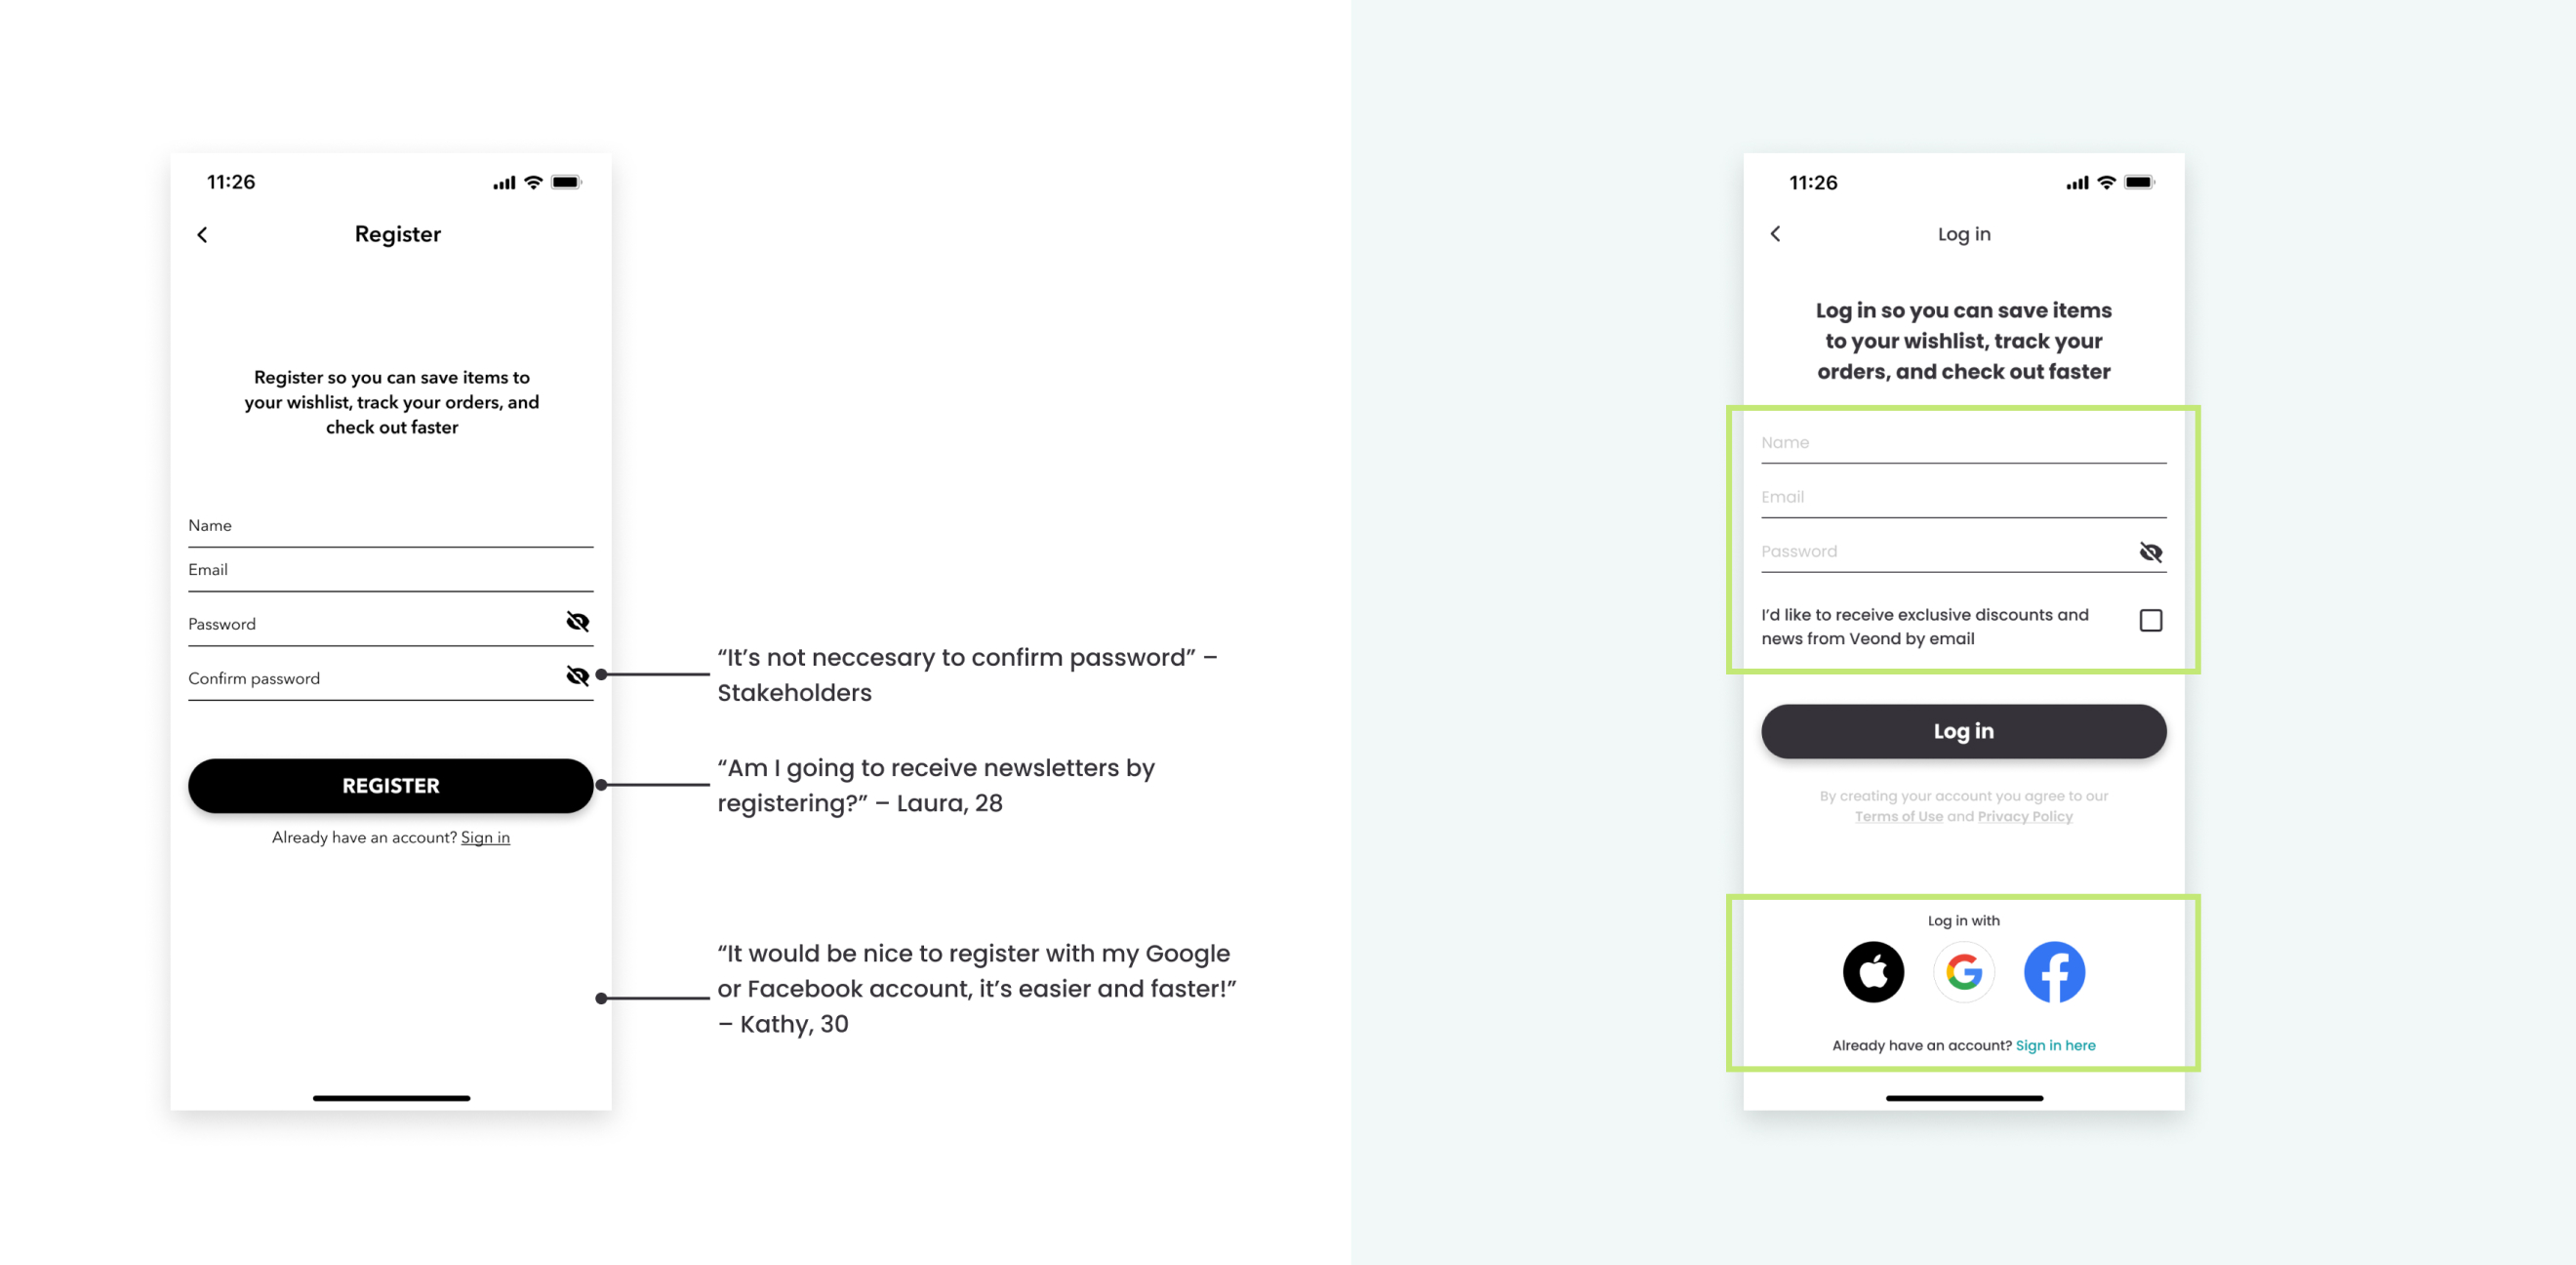 11:26
Register
Register so you can save items to
your wishlist, track your orders, and
check out faster
Name
Email
Password
Confirm password
REGISTER
Already have an account? Sign in
“It’s not neccesary to confirm password” –
Stakeholders
“Am I going to receive newsletters by
registering?” – Laura, 28
“It would be nice to register with my Google
or Facebook account, it’s easier and faster!”
– Kathy, 30
11:26
Log in
Log in so you can save items
to your wishlist, track your
orders, and check out faster
Name
Email
Password
I’d like to receive exclusive discounts and
news from Veond by email
Log in
By creating your account you agree to our
Terms of Use and Privacy Policy
Log in with
Already have an account? Sign in here